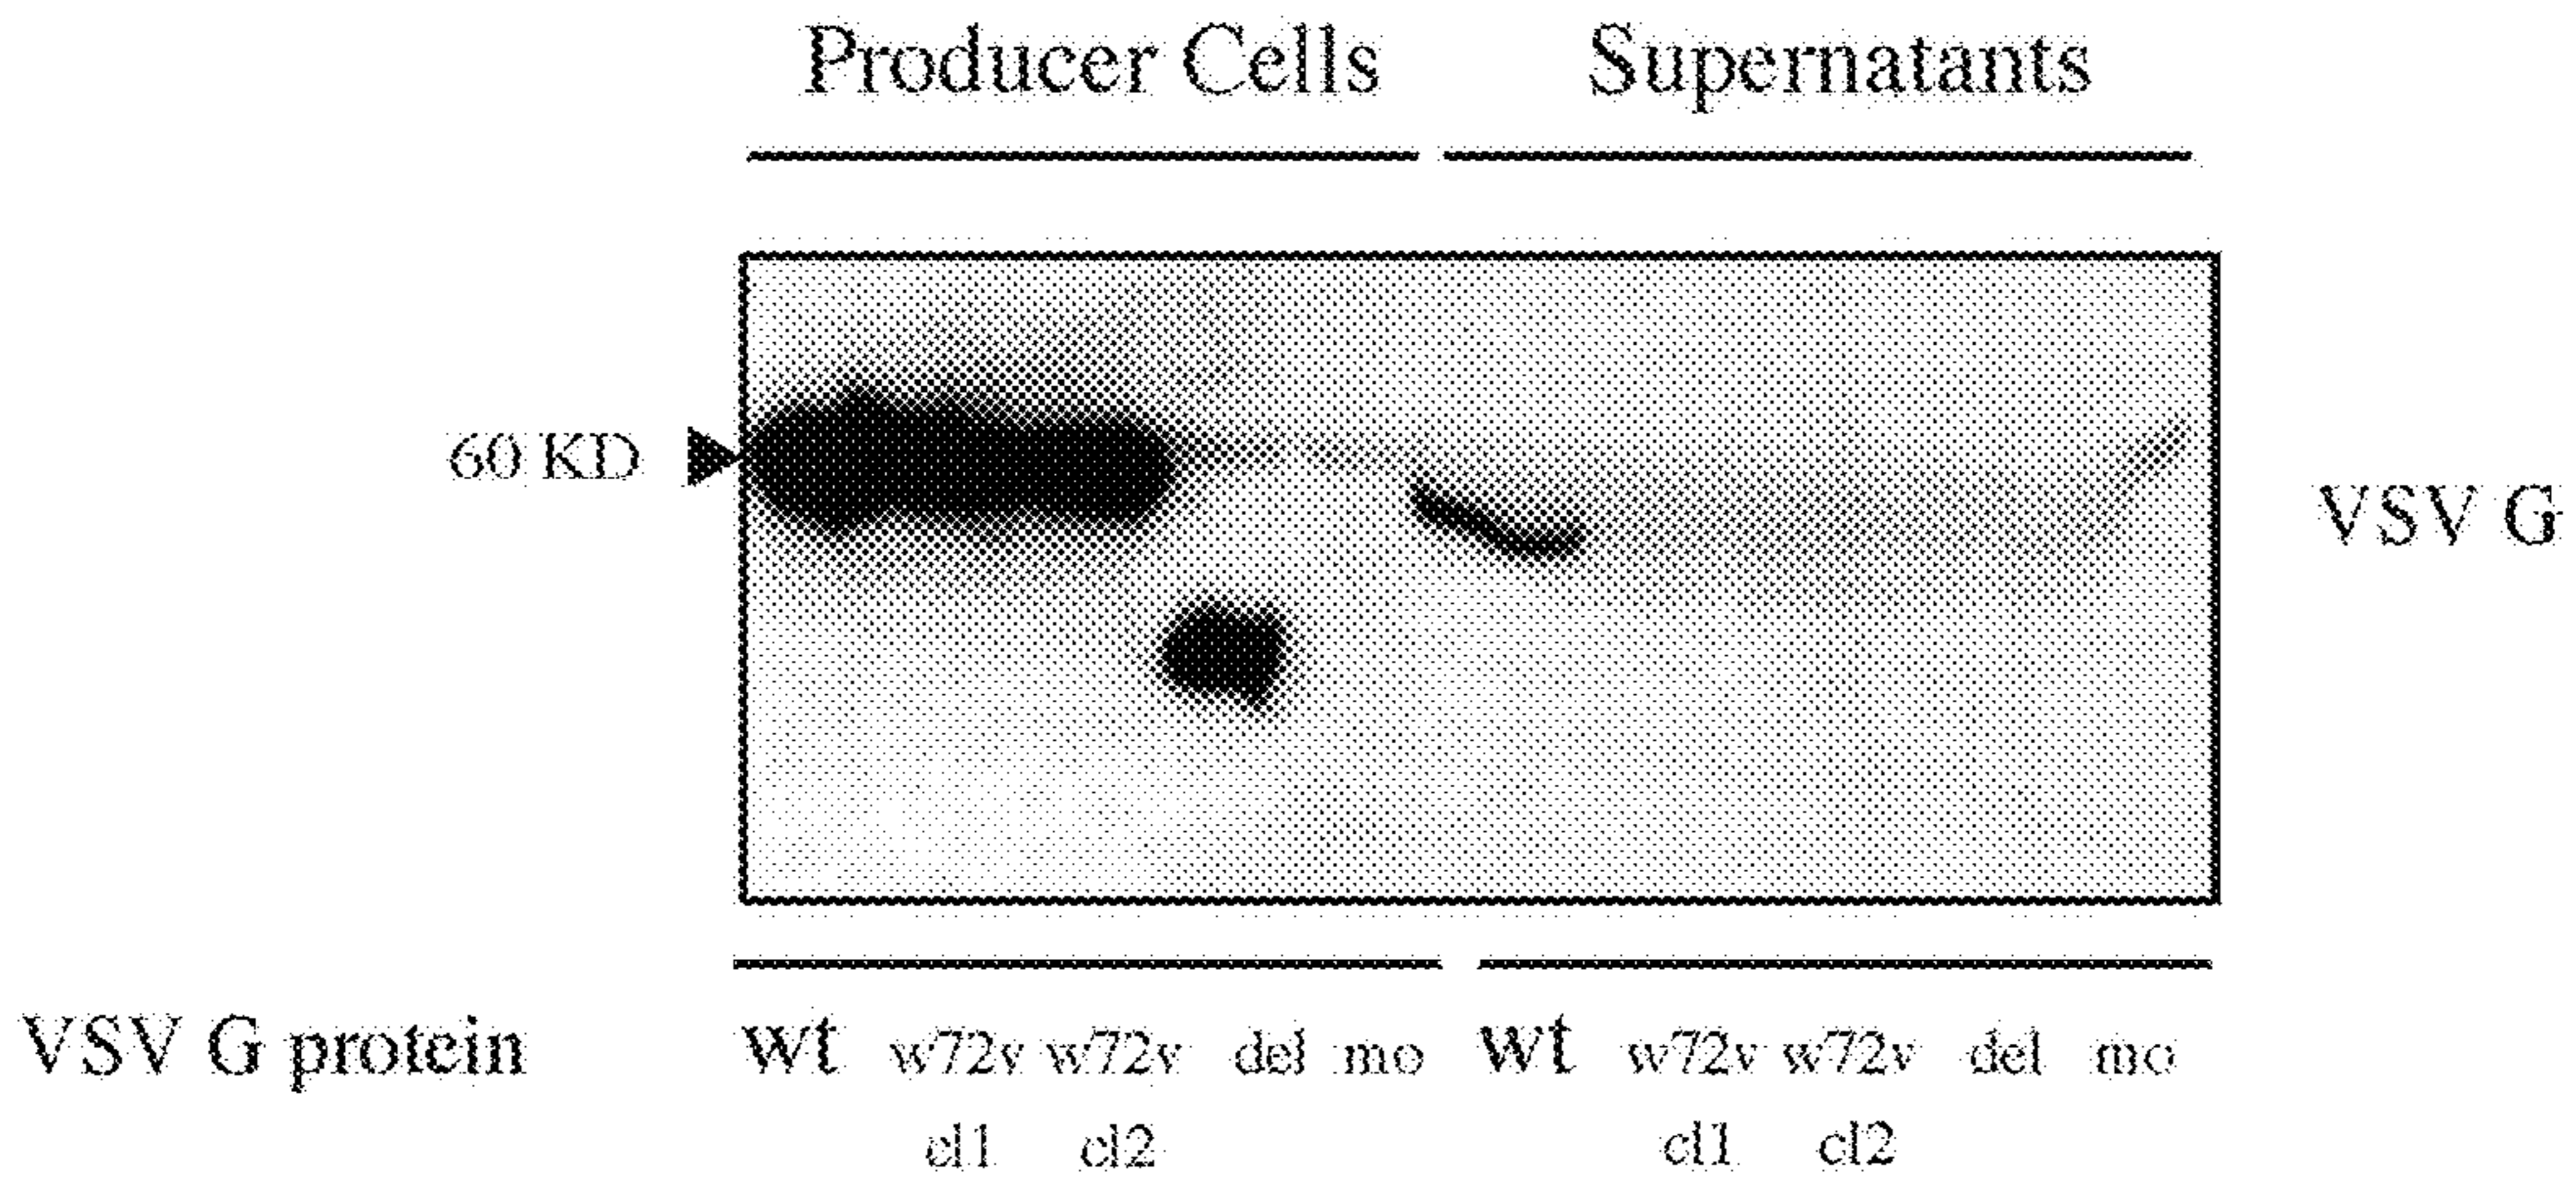 Producer Cells Supernatants
60 KD
VSV G
VSV G protein wt w72v w72v del mo wt w72v w72v del mo
cl1 cl2 cl1 cl2